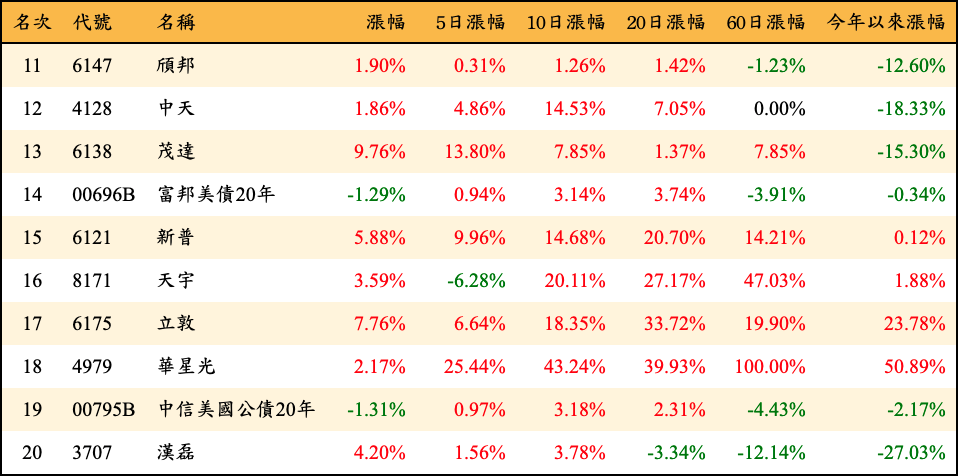 名次 代號 名稱 漲幅 5日漲幅 10日漲幅 20日漲幅 60日漲幅 今年以來漲幅
11 6147 頎邦 1.90% 0.31% 1.26% 1.42% -1.23% -12.60%
12 4128 中天 1.86% 4.86% 14.53% 7.05% 0.00% -18.33%
13 6138 茂達 9.76% 13.80% 7.85% 1.37% 7.85% -15.30%
14 00696B 富邦美債20年 -1.29% 0.94% 3.14% 3.74% -3.91% -0.34%
15 6121 新普 5.88% 9.96% 14.68% 20.70% 14.21% 0.12%
16 8171 天宇 3.59% -6.28% 20.11% 27.17% 47.03% 1.88%
17 6175 立敦 7.76% 6.64% 18.35% 33.72% 19.90% 23.78%
18 4979 華星光 2.17% 25.44% 43.24% 39.93% 100.00% 50.89%
19 00795B 中信美國公債20年 -1.31% 0.97% 3.18% 2.31% -4.43% -2.17%
20 3707 漢磊 4.20% 1.56% 3.78% -3.34% -12.14% -27.03%